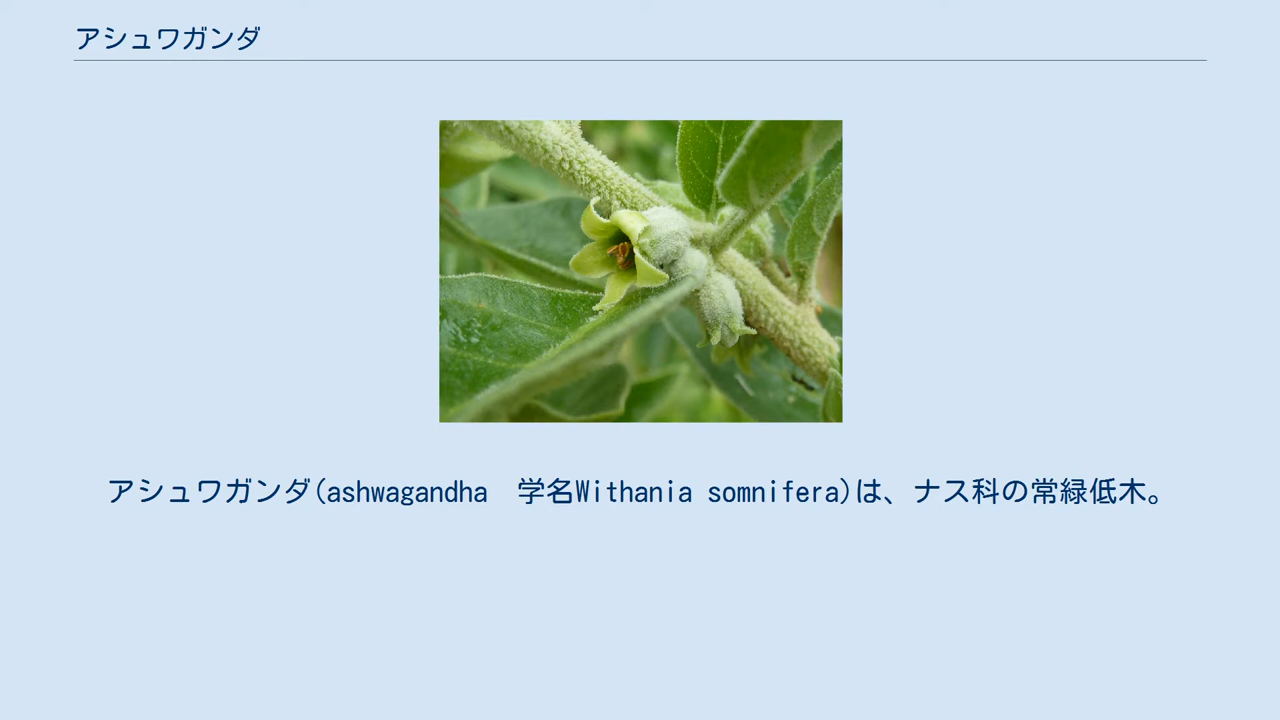 アシュワガンダ
アシュワガンダ(ashwagandha　学名Withania somnifera)は、ナス科の常緑低木。